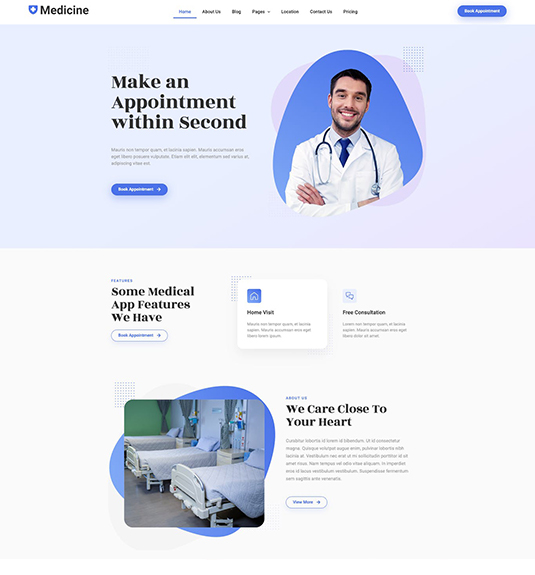 Medicine
Home About Us Blog Pages Location Contact Us Pricing
Book Appointment
Make an
Appointment
within Second
Mauris non tempor quam, et lacinia sapien. Mauris accumsan eros
eget libero posuere vulputate. Etiam elit elit, elementum sed varius at,
adipiscing vitae est.
Book Appointment
FEATURES
Some Medical
App Features
We Have
Book Appointment
Home Visit
Mauris non tempor quam, et lacinia
sapien. Mauris accumsan eros eget
libero lorem ipsum.
Free Consultation
Lorem non tempor quam, et lacinia
sapien. Mauris accumsan eros eget
libero dolor sit amet.
ABOUT US
We Care Close To
Your Heart
Curabitur lobortis id lorem id bibendum. Ut id consectetur
magna. Quisque volutpat augue enim, pulvinar lobortis nibh
lacinia at. Vestibulum nec erat ut mi sollicitudin porttitor id sit
amet risus. Nam tempus vel odio vitae aliquam. In imperdiet
eros id lacus vestibulum vestibulum. Suspendisse fermentum
sem sagittis ante venenatis.
View More